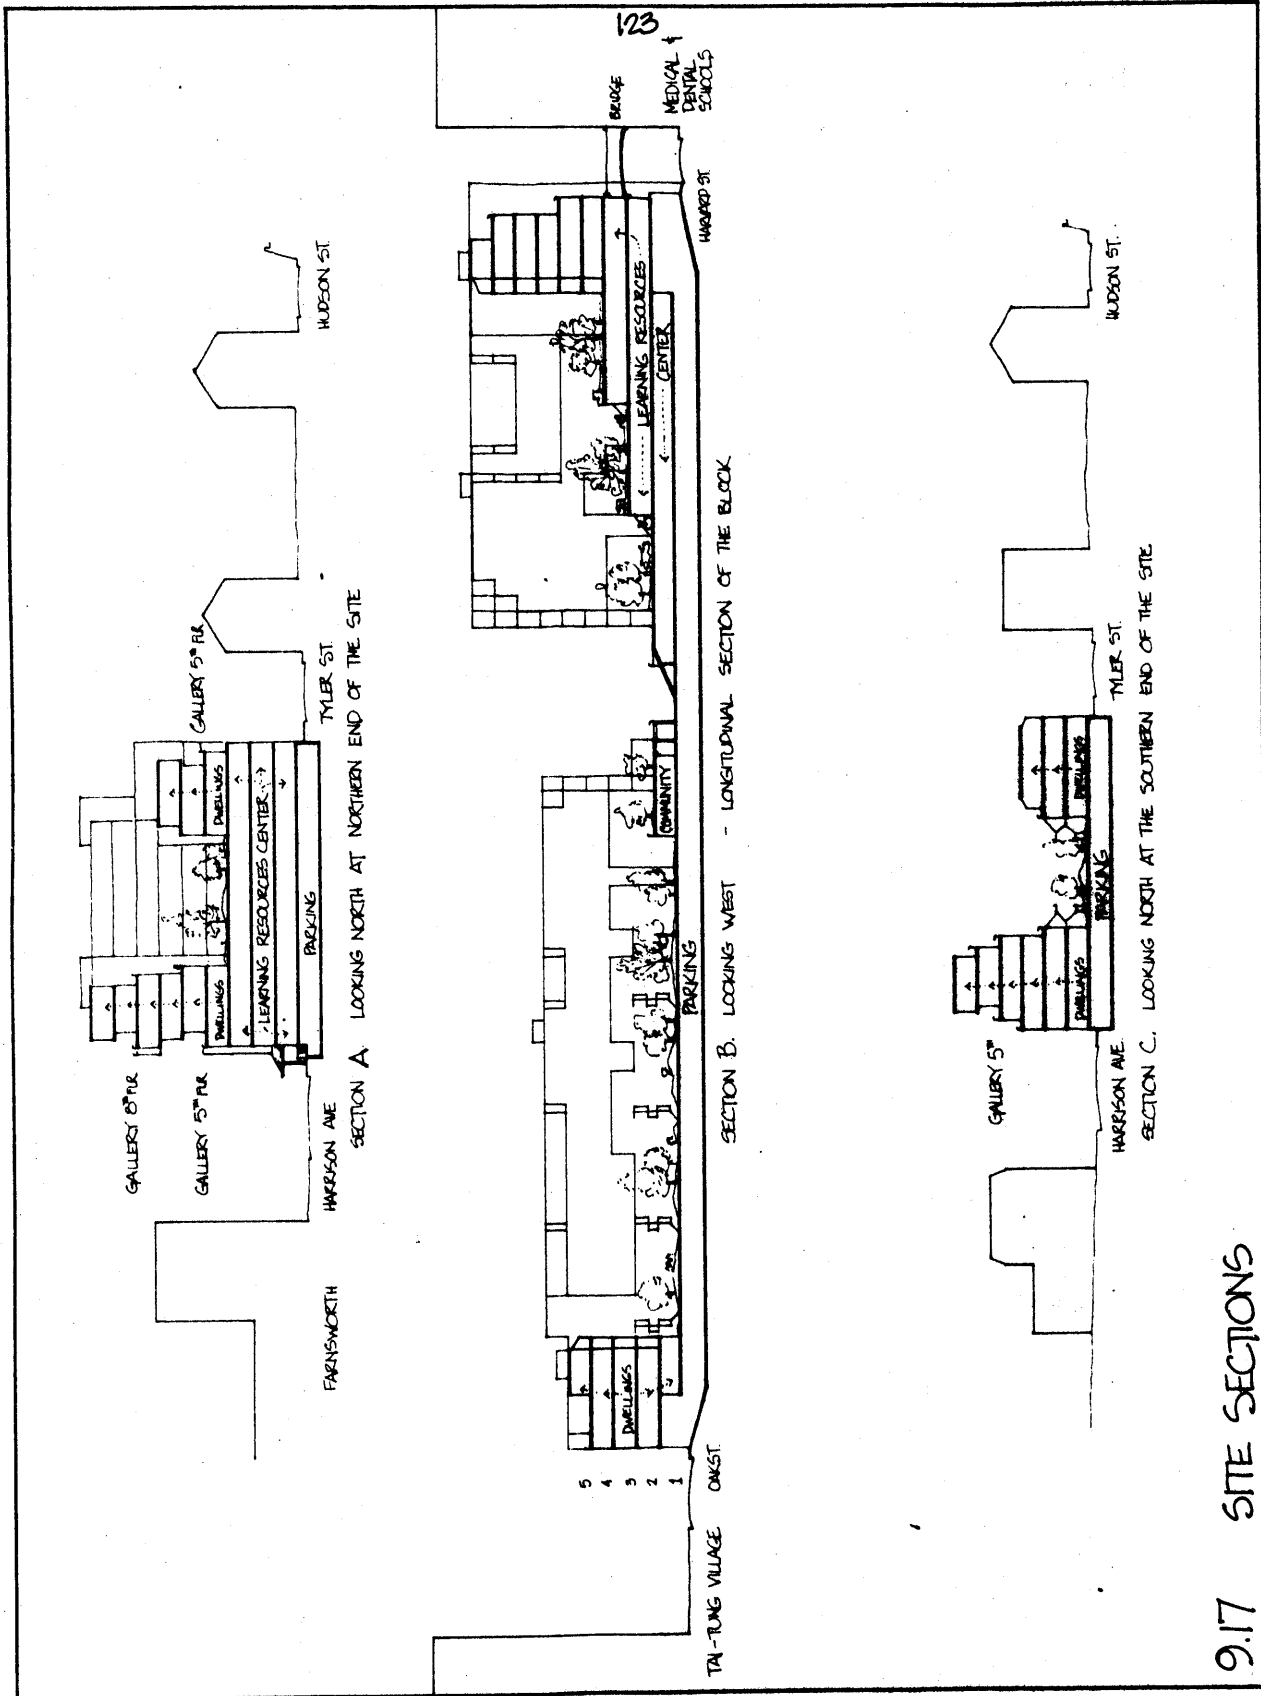 123
GALLERY 8TH FLR
GALLERY 5TH FLR
GALLERY 5TH FLR
DWELLINGS
DWELLINGS
LEARNING RESOURCES CENTER
PARKING
FARNSWORTH
HARRISON AVE
TYLER ST.
HUDSON ST.
SECTION A LOOKING NORTH AT NORTHERN END OF THE SITE
5
4
3
2
1
DWELLINGS
COMMUNITY
LEARNING RESOURCES
CENTER
BRIDGE
MEDICAL &
DENTAL
SCHOOLS
PARKING
TAI-TUNG VILLAGE
OAK ST.
HARVARD ST
SECTION B. LOOKING WEST - LONGITUDINAL SECTION OF THE BLOCK
GALLERY 5TH
DWELLINGS
DWELLINGS
PARKING
HARRISON AVE
TYLER ST.
HUDSON ST.
SECTION C. LOOKING NORTH AT THE SOUTHERN END OF THE SITE
9.17 SITE SECTIONS